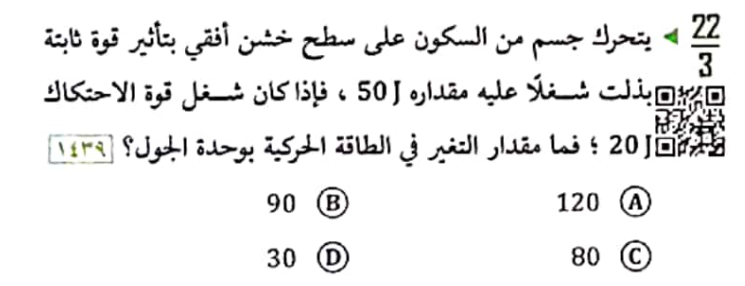 22/3 ◄ يتحرك جسم من السكون على سطح خشن أفقي بتأثير قوة ثابتة
بذلت شغلًا عليه مقداره 50 J ، فإذا كان شغل قوة الاحتكاك
20 J ؛ فما مقدار التغير في الطاقة الحركية بوحدة الجول؟ ١٤٣٩
A 120 B 90
C 80 D 30